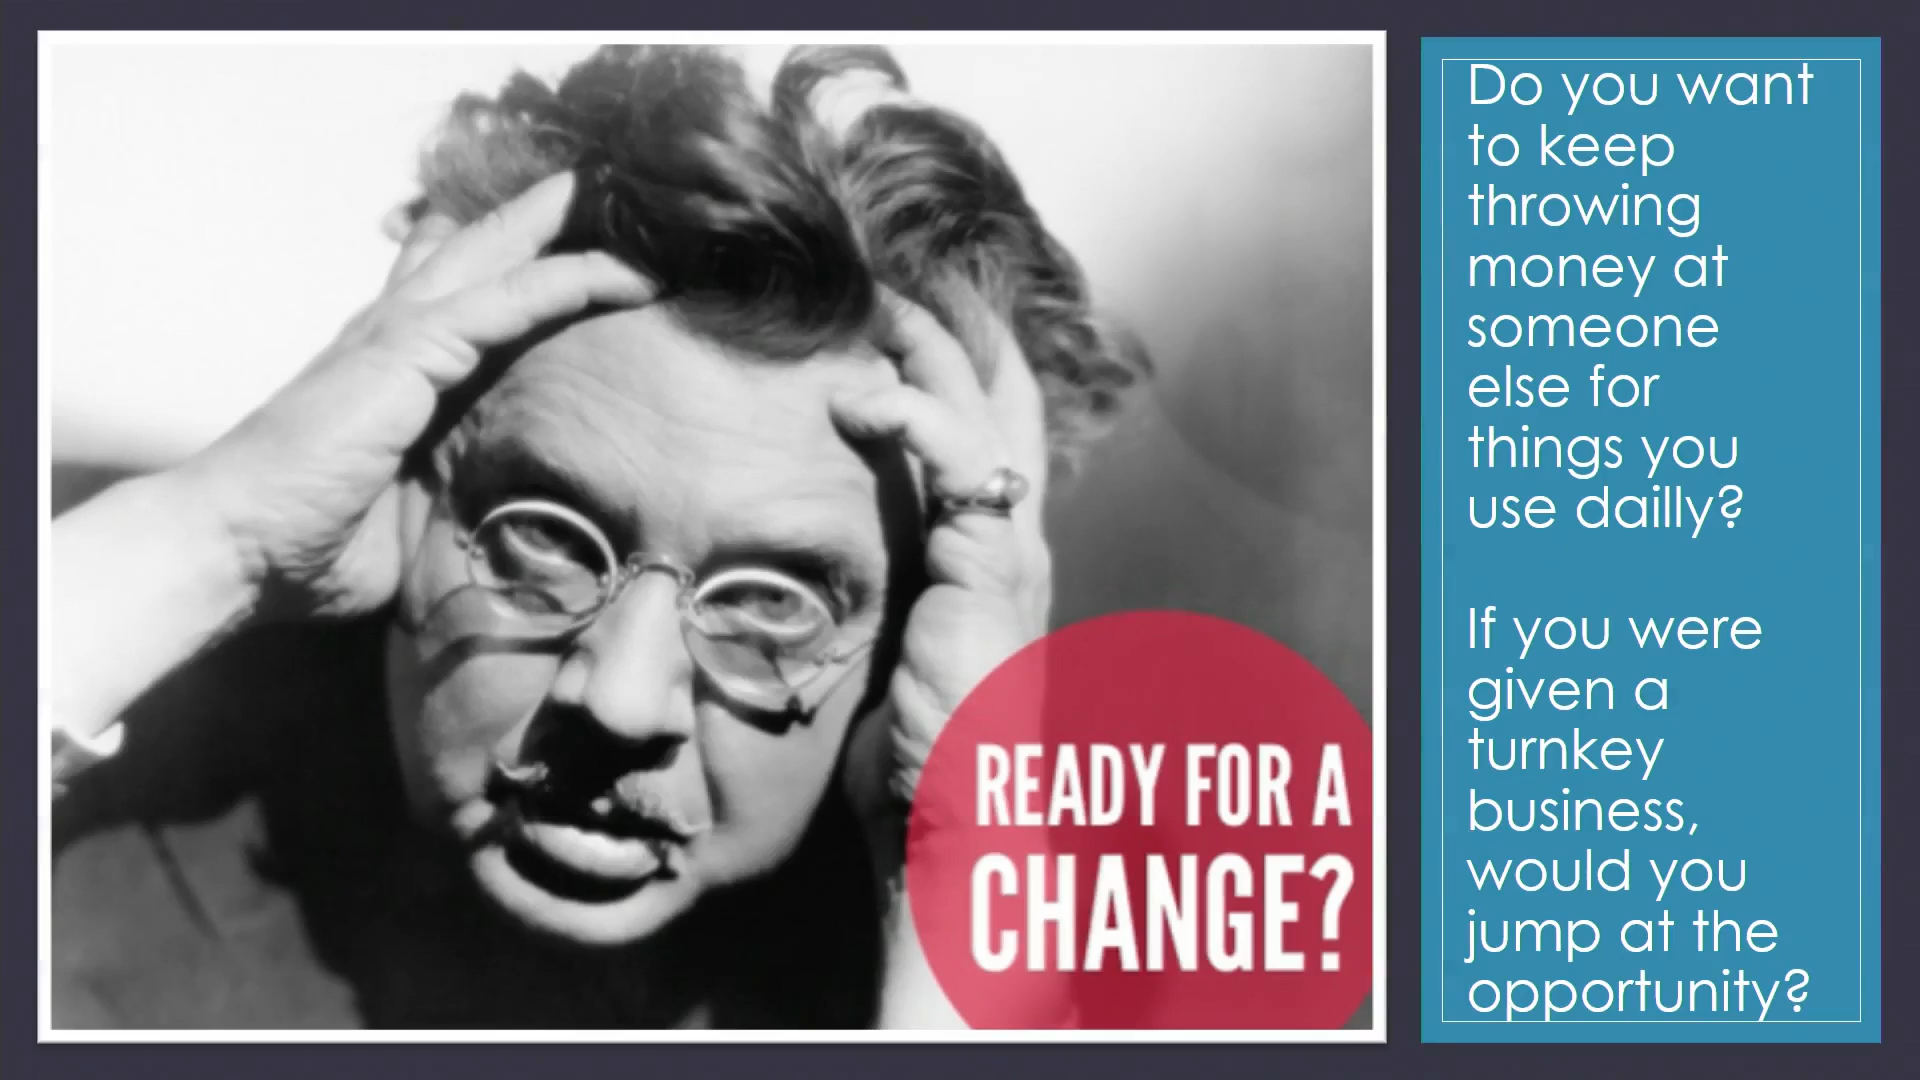 READY FOR A
CHANGE?
Do you want
to keep
throwing
money at
someone
else for
things you
use dailly?
If you were
given a
turnkey
business,
would you
jump at the
opportunity?